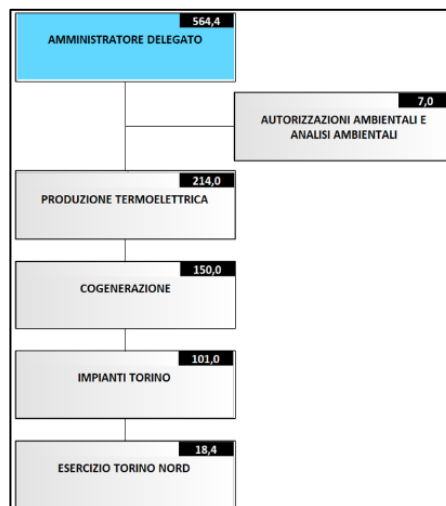 564,4
AMMINISTRATORE DELEGATO
7,0
AUTORIZZAZIONI AMBIENTALI E
ANALISI AMBIENTALI
214,0
PRODUZIONE TERMOELETTRICA
150,0
COGENERAZIONE
101,0
IMPIANTI TORINO
18,4
ESERCIZIO TORINO NORD